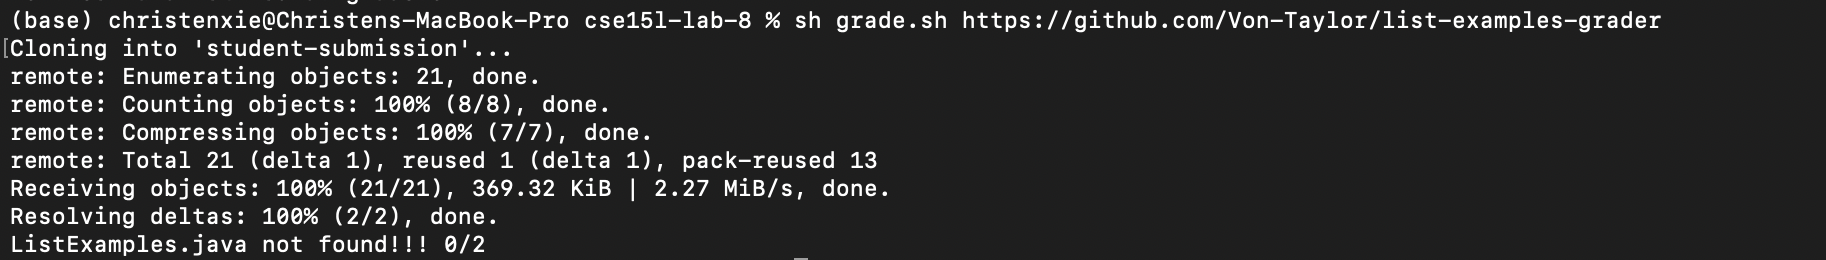 (base) christenxie@Christens-MacBook-Pro cse15l-lab-8 % sh grade.sh https://github.com/Von-Taylor/list-examples-grader
Cloning into 'student-submission'...
remote: Enumerating objects: 21, done.
remote: Counting objects: 100% (8/8), done.
remote: Compressing objects: 100% (7/7), done.
remote: Total 21 (delta 1), reused 1 (delta 1), pack-reused 13
Receiving objects: 100% (21/21), 369.32 KiB | 2.27 MiB/s, done.
Resolving deltas: 100% (2/2), done.
ListExamples.java not found!!! 0/2